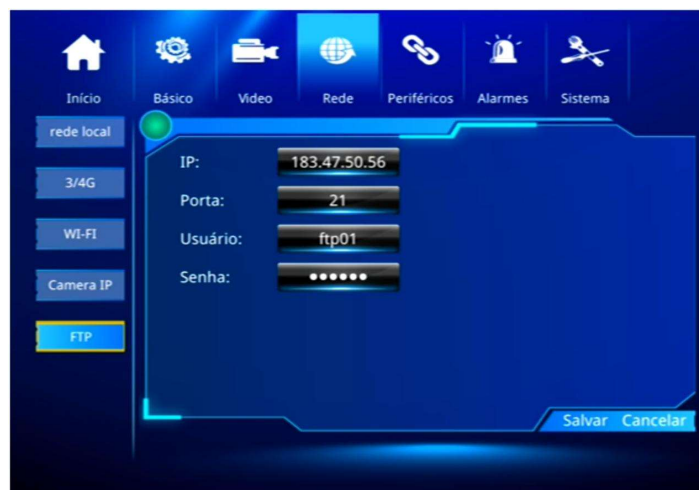 Início Básico Video Rede Periféricos Alarmes Sistema
rede local
3/4G
WI-FI
Camera IP
FTP
IP: 183.47.50.56
Porta: 21
Usuário: ftp01
Senha: ●●●●●●
Salvar Cancelar